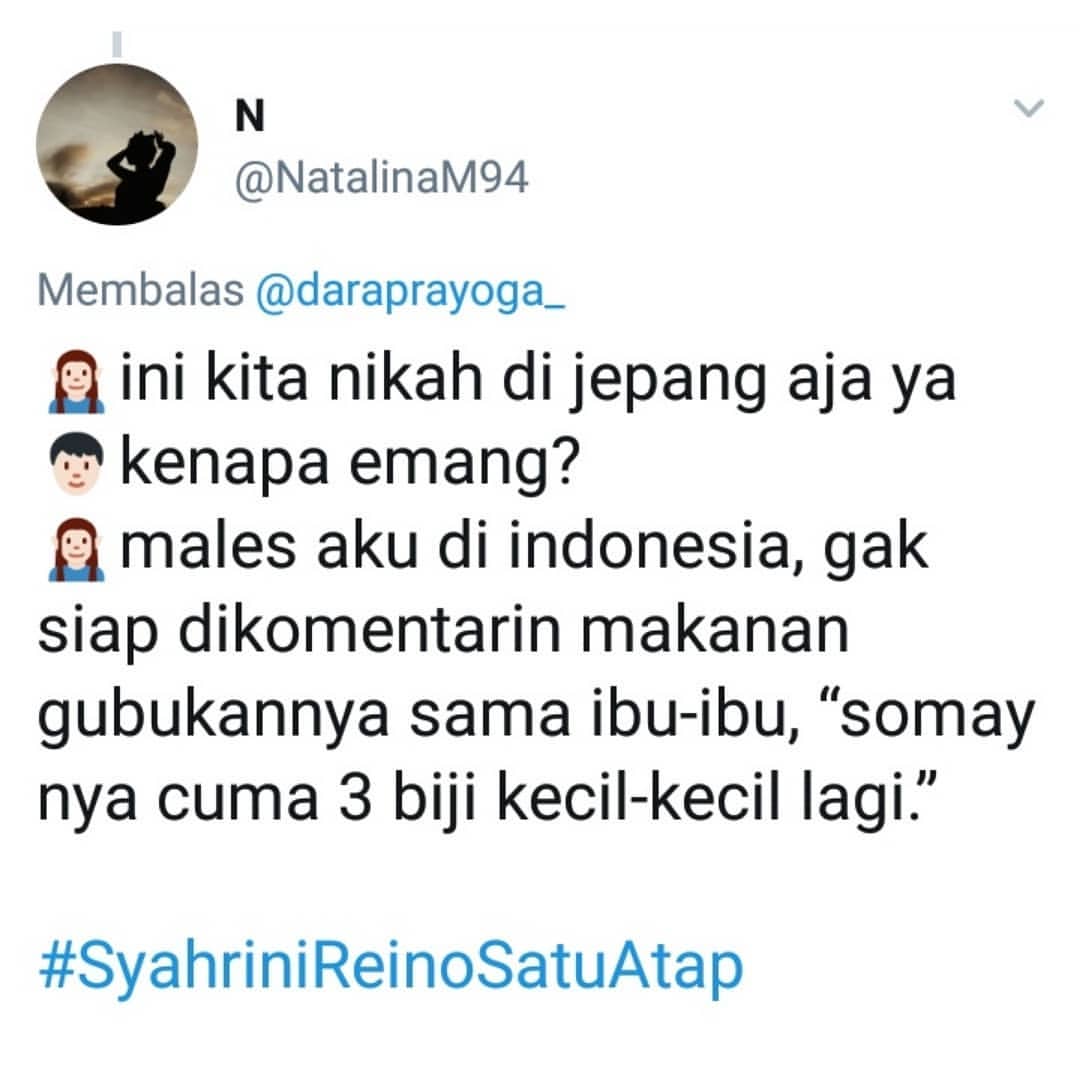 N
@NatalinaM94
Membalas @daraprayoga_
ini kita nikah di jepang aja ya
kenapa emang?
males aku di indonesia, gak
siap dikomentarin makanan
gubukannya sama ibu-ibu, “somay
nya cuma 3 biji kecil-kecil lagi.”
#SyahriniReinoSatuAtap